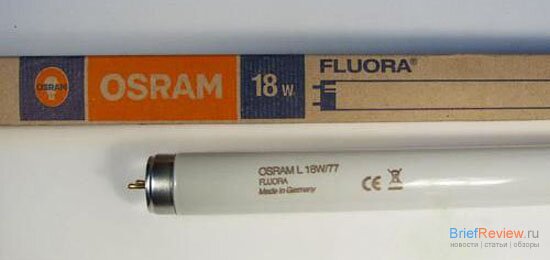 OSRAM
OSRAM
18 W
FLUORA®
OSRAM L 18W/77
FLUORA
Made in Germany
CE
BriefReview.ru
новости | статьи | обзоры